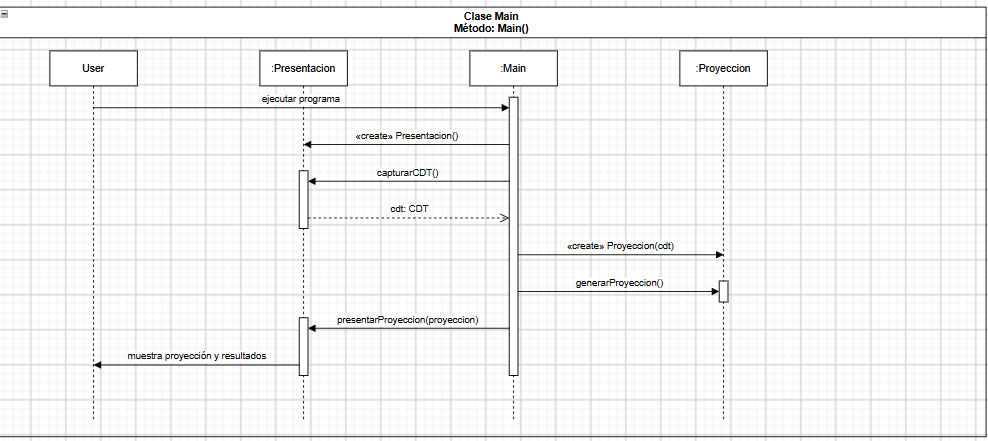 Clase Main
Método: Main()
User
:Presentacion
:Main
:Proyeccion
ejecutar programa
«create» Presentacion()
capturarCDT()
cdt: CDT
«create» Proyeccion(cdt)
generarProyeccion()
presentarProyeccion(proyeccion)
muestra proyección y resultados